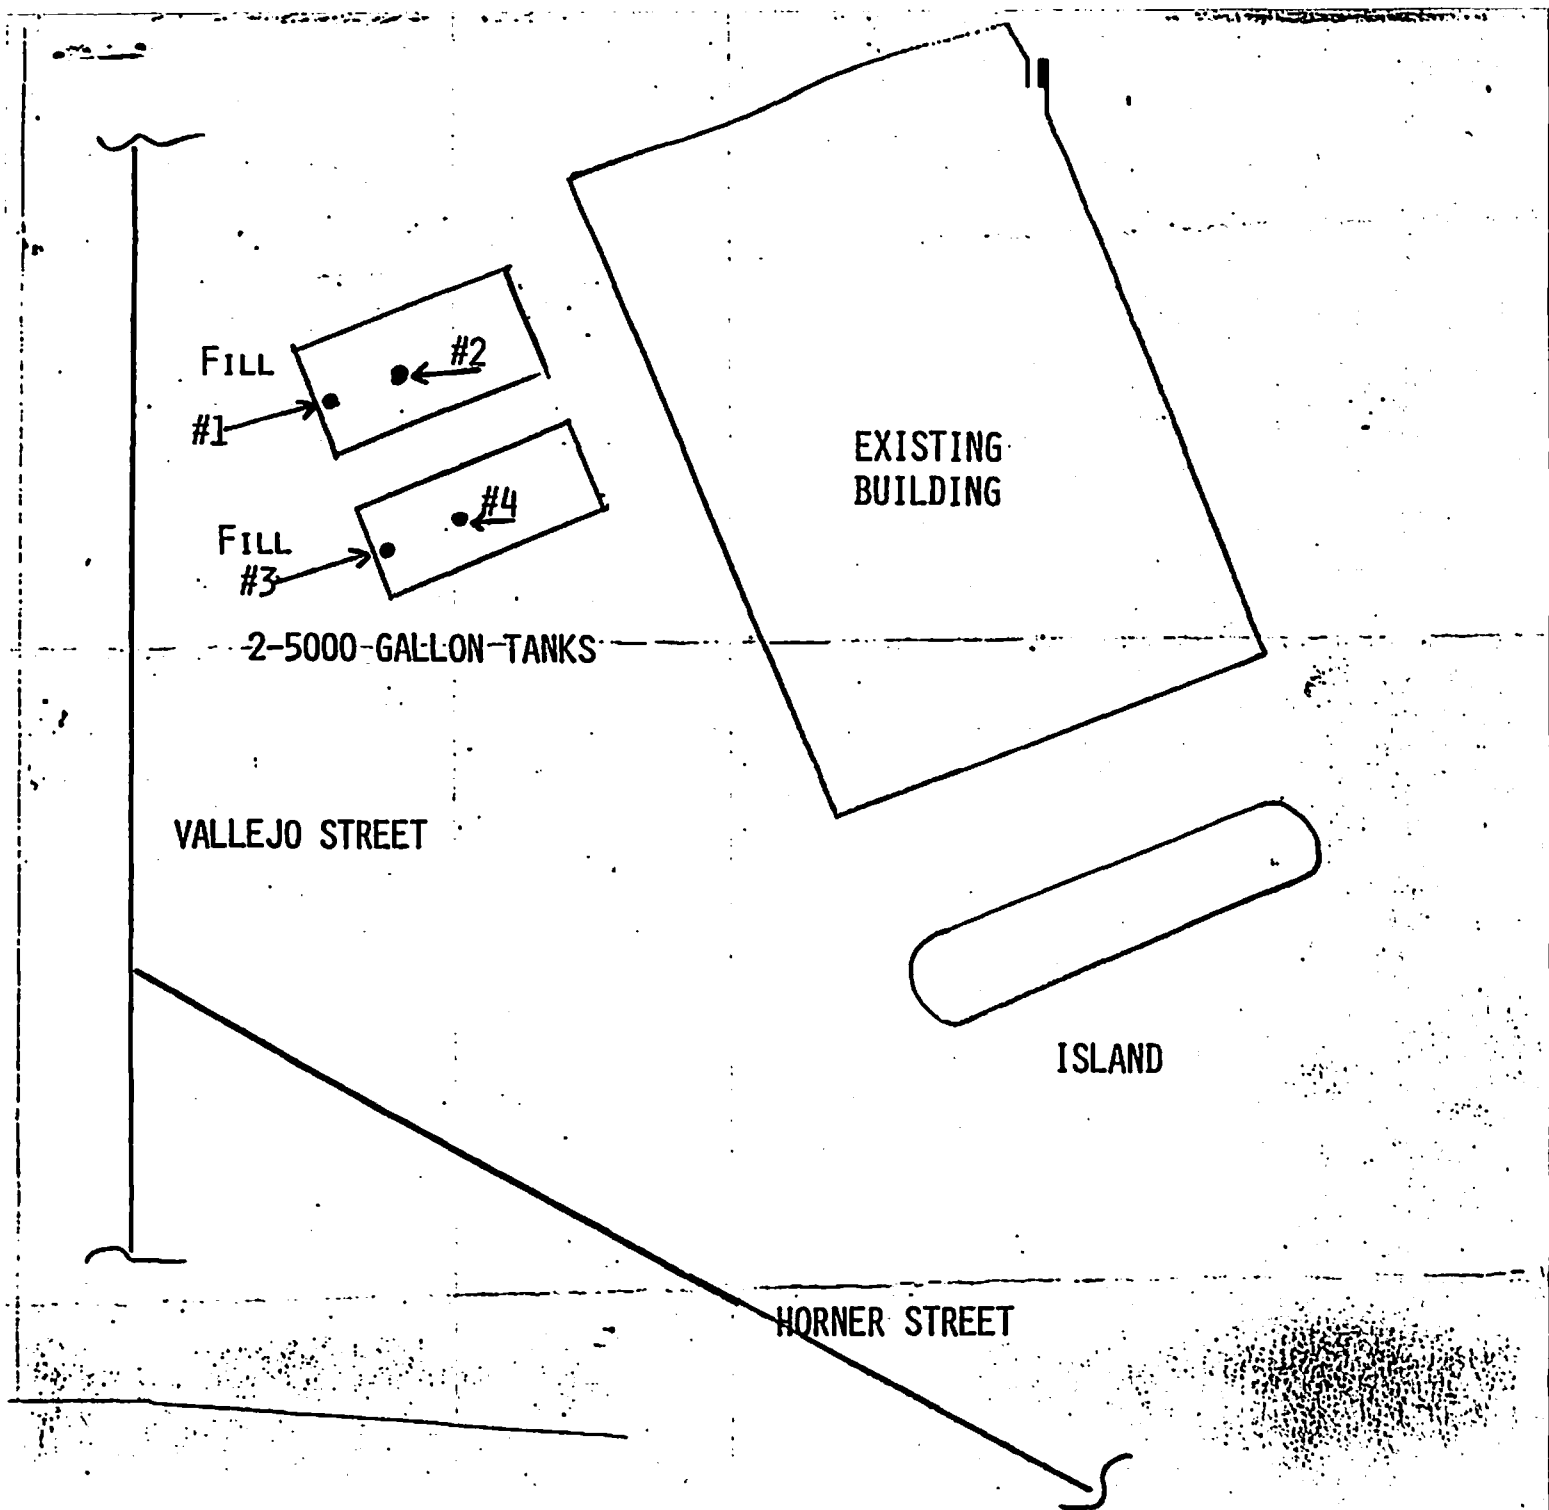 FILL
#2
#1
EXISTING
BUILDING
#4
FILL
#3
2-5000-GALLON-TANKS
VALLEJO STREET
ISLAND
HORNER STREET